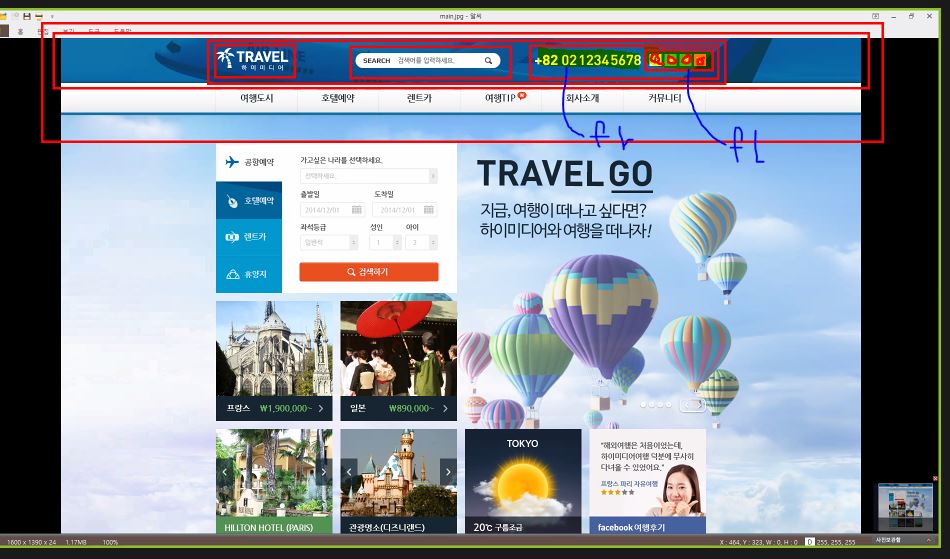 main.jpg - 알씨
홈 편집 보기 도구 도움말
TRAVEL
하이미디어
SEARCH 검색어를 입력하세요.
+82 02 12345678
여행도시 호텔예약 렌트카 여행TIP 회사소개 커뮤니티
fr
fl
공항예약
호텔예약
렌트카
휴양지
가고싶은 나라를 선택하세요.
선택하세요.
출발일 도착일
2014/12/01 2014/12/01
좌석등급 성인 아이
일반석 1 3
검색하기
TRAVEL GO
지금, 여행이 떠나고 싶다면?
하이미디어와 여행을 떠나자!
프랑스 ₩1,900,000~
일본 ₩890,000~
HILLTON HOTEL (PARIS)
관광명소(디즈니랜드)
TOKYO
20℃ 구름조금
“해외여행은 처음이었는데,
하이미디어여행 덕분에 무사히
다녀올 수 있었어요.”
프랑스 파리 자유여행
facebook 여행후기
1600 x 1390 x 24 1.17MB 100% X : 464, Y : 323, W : 0, H : 0 0 255, 255, 255
사진보관함